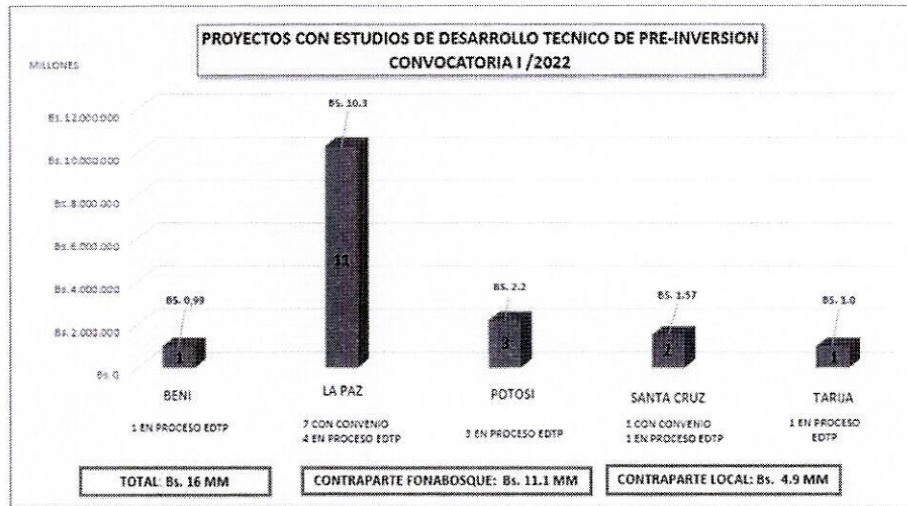 PROYECTOS CON ESTUDIOS DE DESARROLLO TECNICO DE PRE-INVERSION
CONVOCATORIA I /2022
MILLONES
Bs. 12.000.000
Bs. 10.000.000
Bs. 8.000.000
Bs. 6.000.000
Bs. 4.000.000
Bs. 2.000.000
Bs. 0
BS. 0,99
BS. 10.3
BS. 2.2
BS. 1.57
BS. 1.0
1
11
3
2
1
BENI
LA PAZ
POTOSI
SANTA CRUZ
TARIJA
1 EN PROCESO EDTP
7 CON CONVENIO
4 EN PROCESO EDTP
3 EN PROCESO EDTP
1 CON CONVENIO
1 EN PROCESO EDTP
1 EN PROCESO
EDTP
TOTAL: Bs. 16 MM
CONTRAPARTE FONABOSQUE: Bs. 11.1 MM
CONTRAPARTE LOCAL: Bs. 4.9 MM